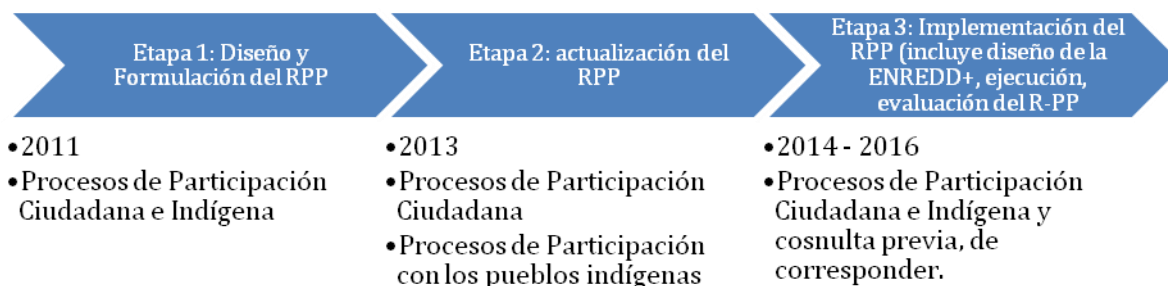 Etapa 1: Diseño y
Formulación del RPP
•2011
•Procesos de Participación
Ciudadana e Indígena
Etapa 2: actualización del
RPP
•2013
•Procesos de Participación
Ciudadana
•Procesos de Participación
con los pueblos indígenas
Etapa 3: Implementación del
RPP (incluye diseño de la
ENREDD+, ejecución,
evaluación del R-PP
•2014 - 2016
•Procesos de Participación
Ciudadana e Indígena y
cosnulta previa, de
corresponder.